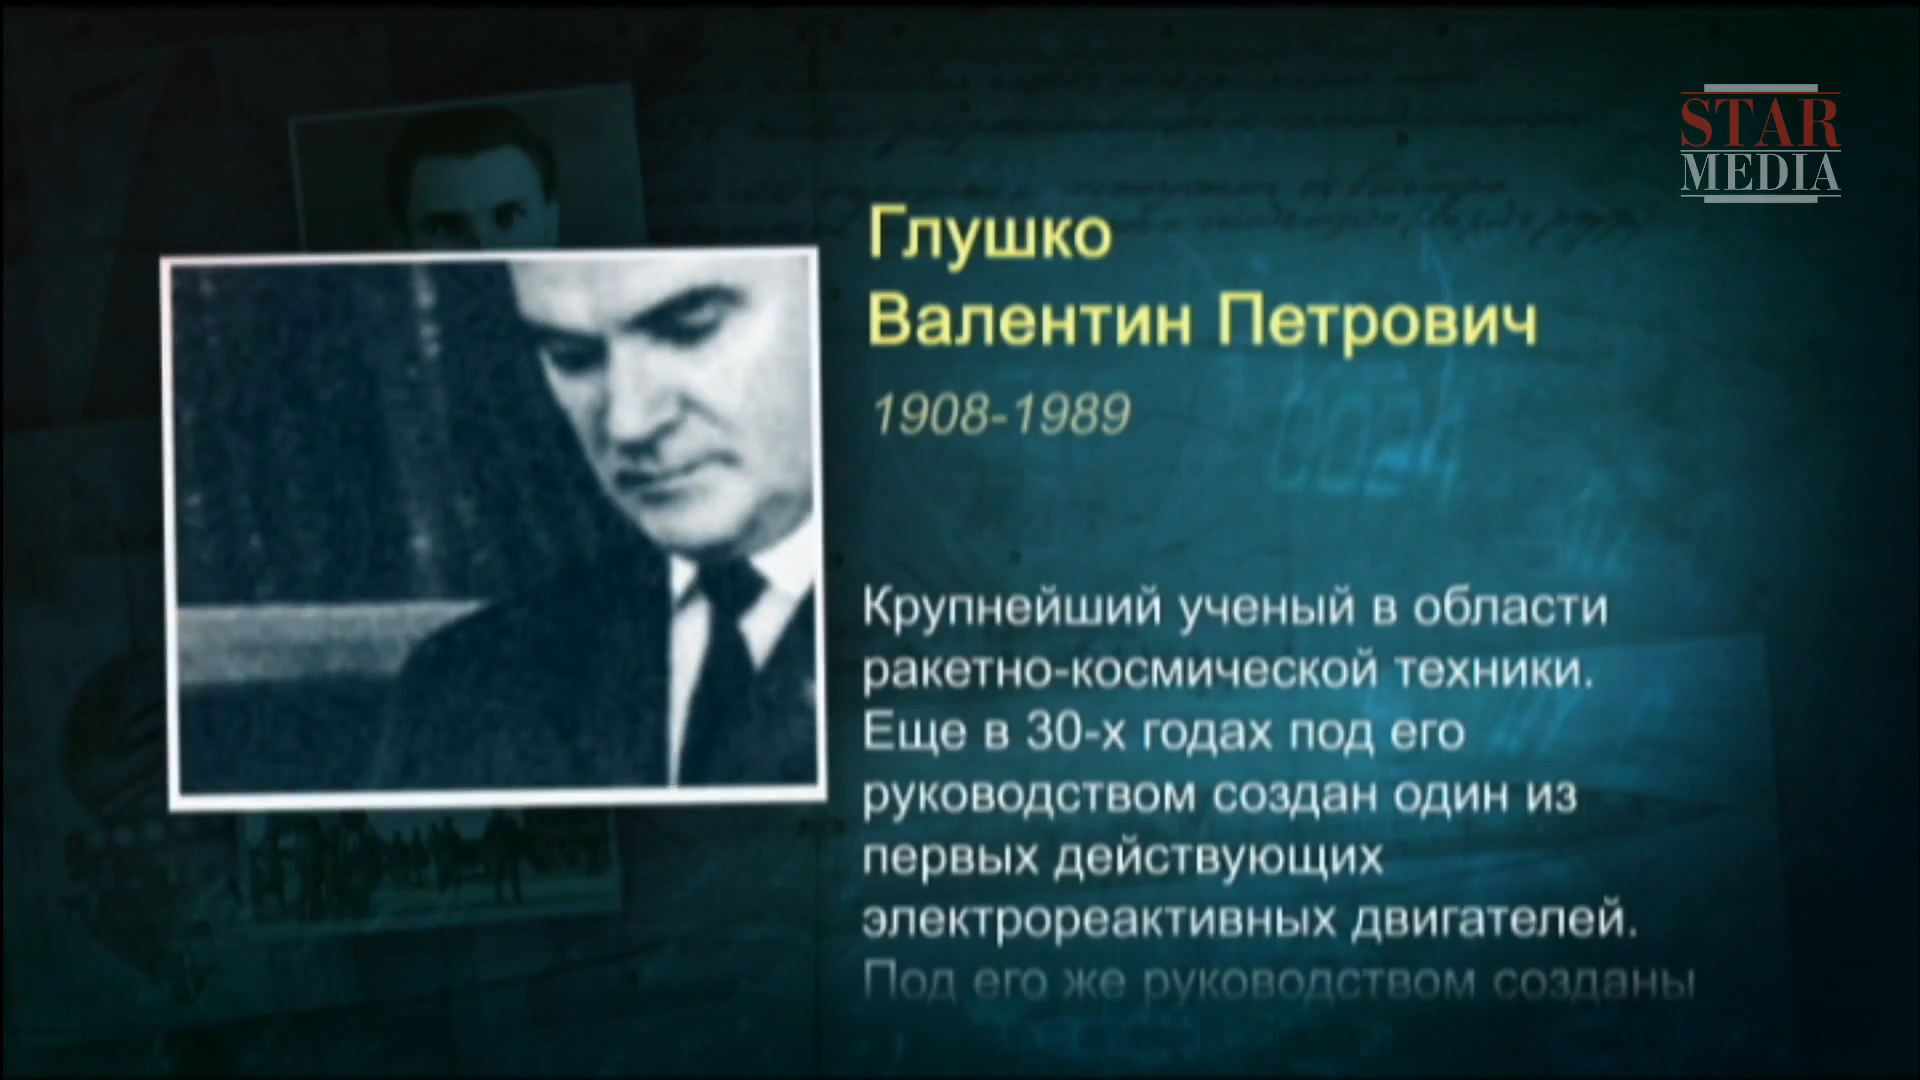 STAR
MEDIA
Глушко
Валентин Петрович
1908-1989
0024
Крупнейший ученый в области
ракетно-космической техники.
Еще в 30-х годах под его
руководством создан один из
первых действующих
электрореактивных двигателей.
Под его же руководством созданы